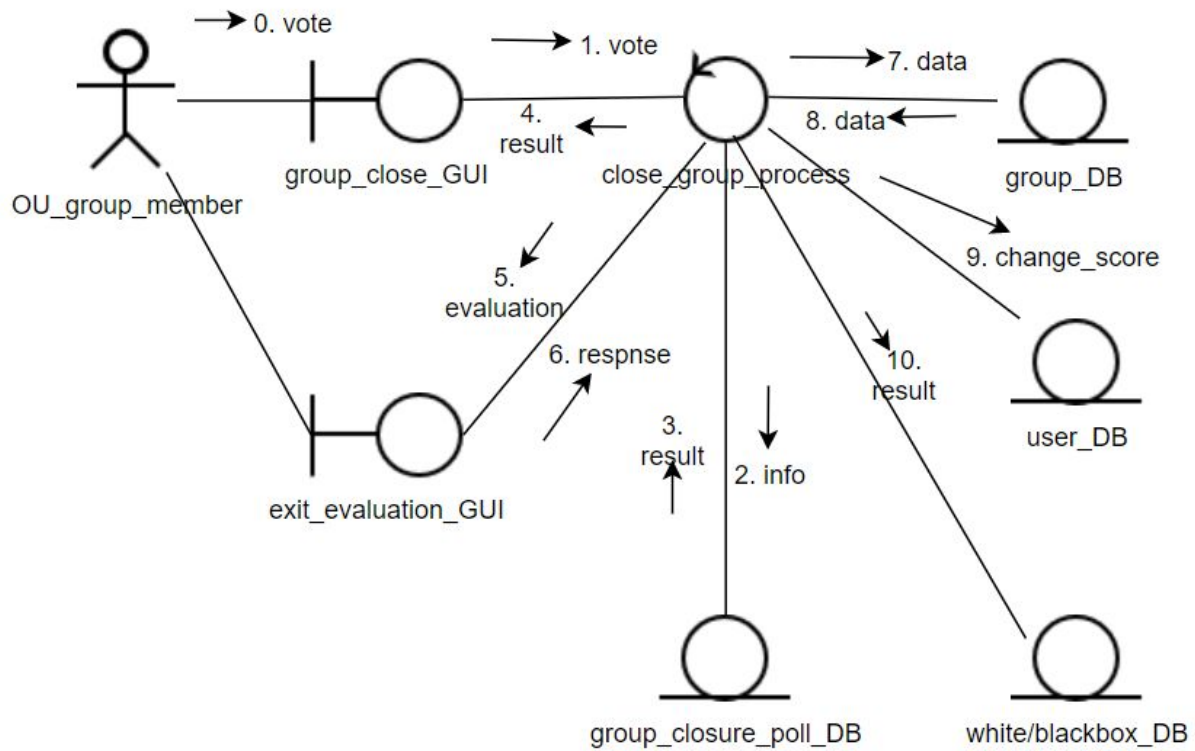 0. vote
1. vote
7. data
4.
result
8. data
group_close_GUI
close_group_process
group_DB
OU_group_member
9. change_score
5.
evaluation
6. respnse
10.
result
3.
result
2. info
user_DB
exit_evaluation_GUI
group_closure_poll_DB
white/blackbox_DB